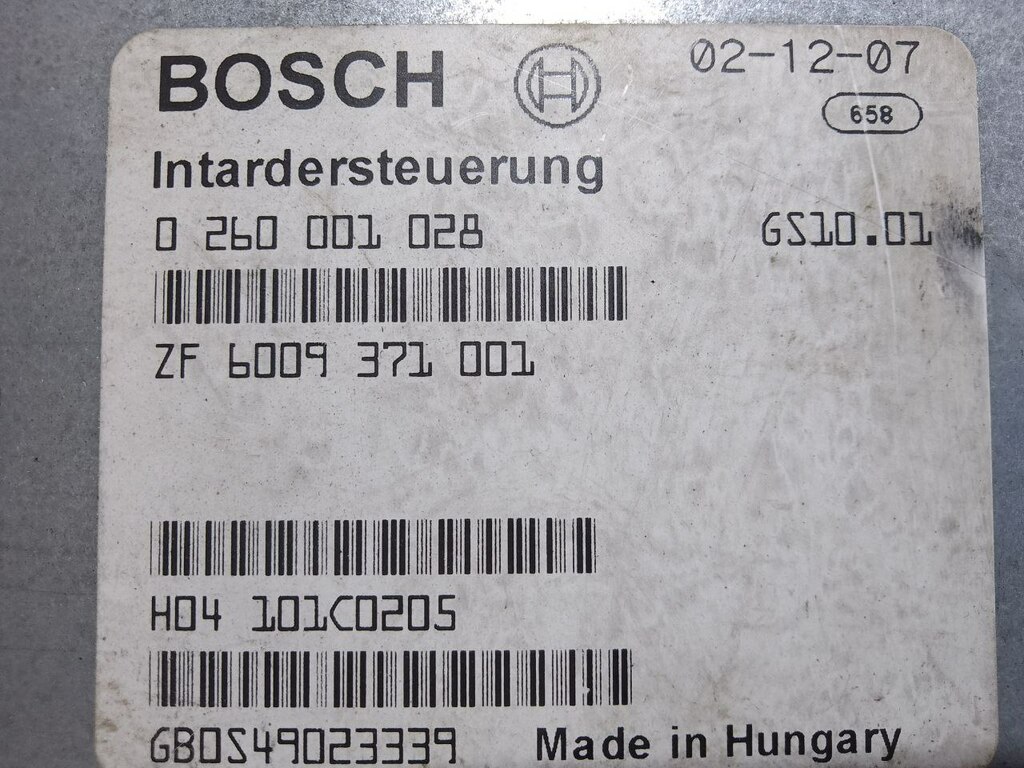 BOSCH 02-12-07
658
Intardersteuerung
0 260 001 028 GS10.01
ZF 6009 371 001
H04 101C0205
GB0S49023339 Made in Hungary